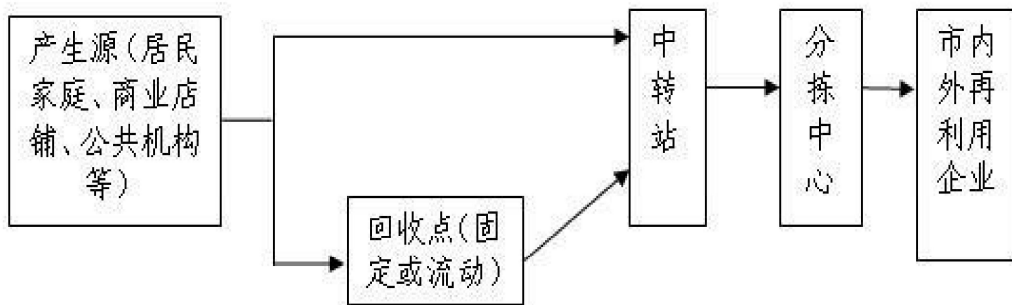 产生源(居民
家庭、商业店
铺、公共机构
等)
回收点(固
定或流动)
中
转
站
分
拣
中
心
市内
外再
利用
企业